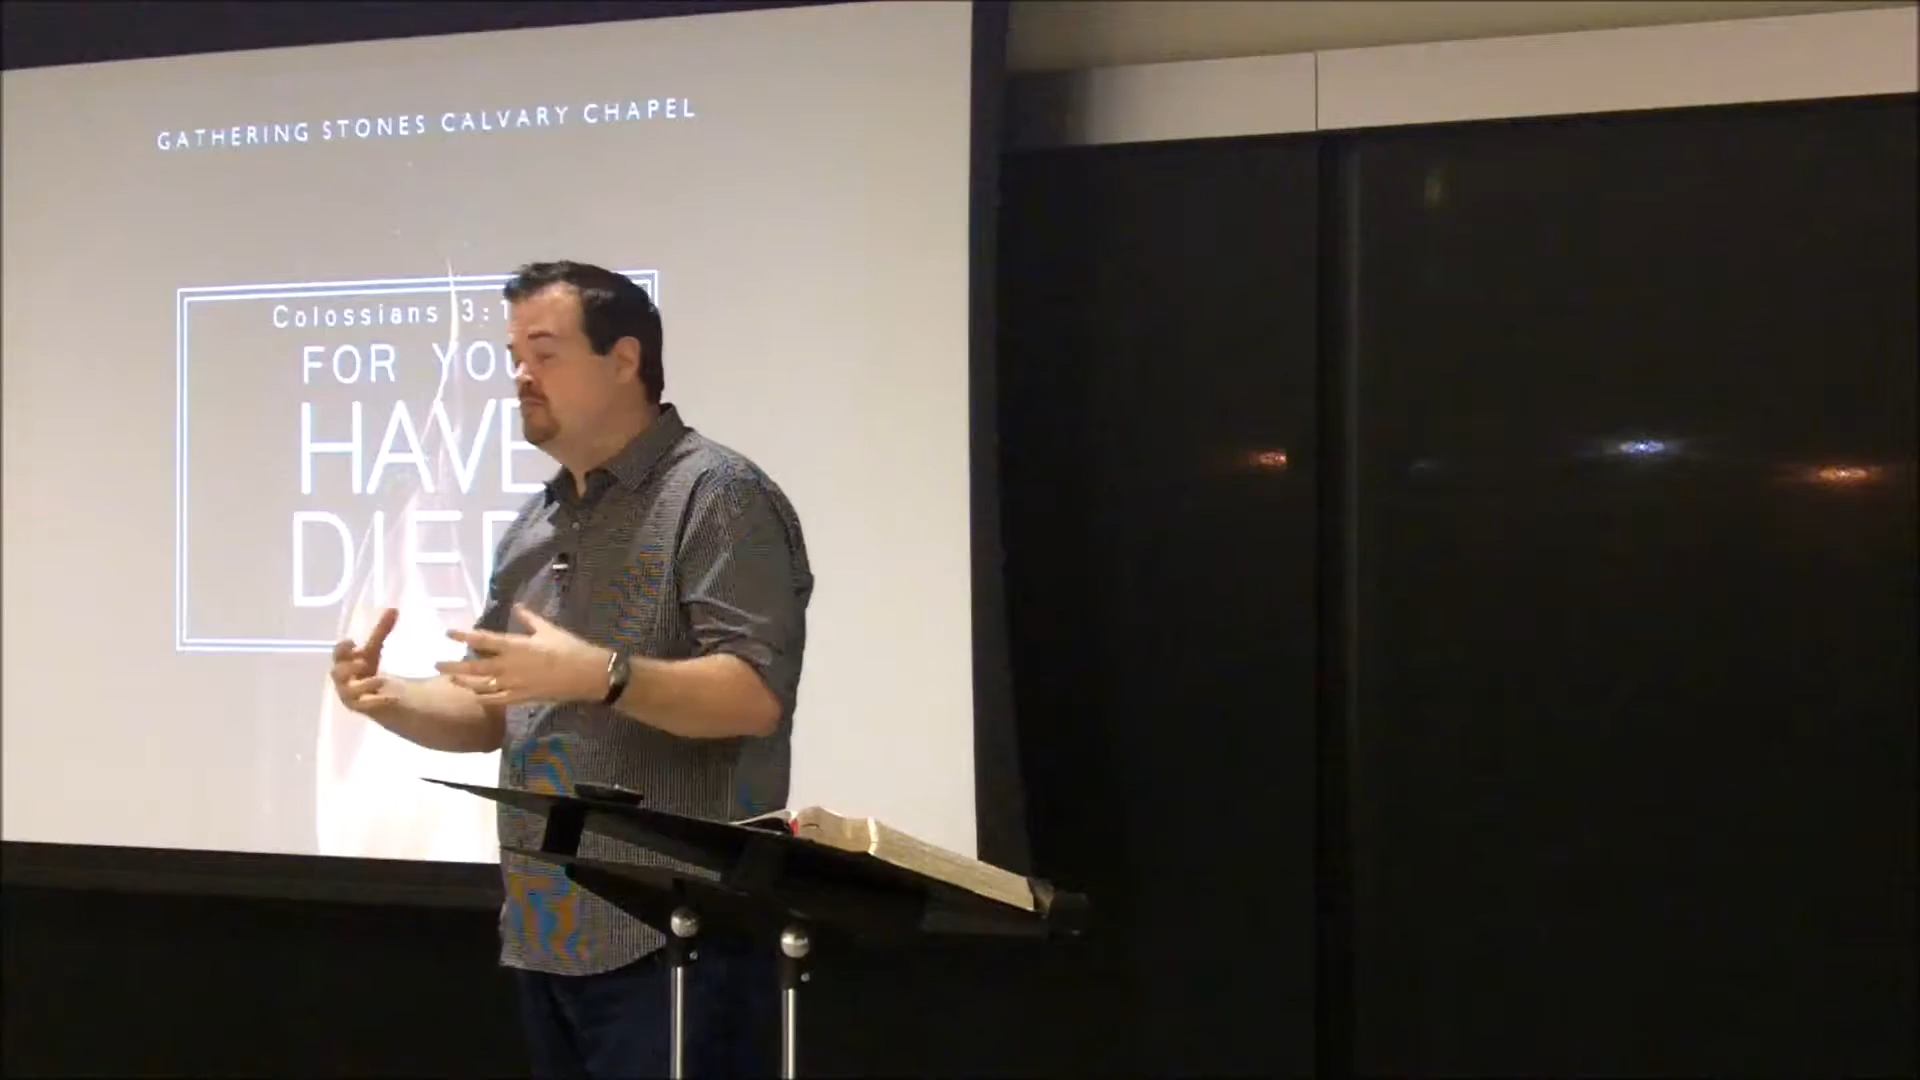 GATHERING STONES CALVARY CHAPEL
Colossians 3:1
FOR YOU
HAVE
DIED